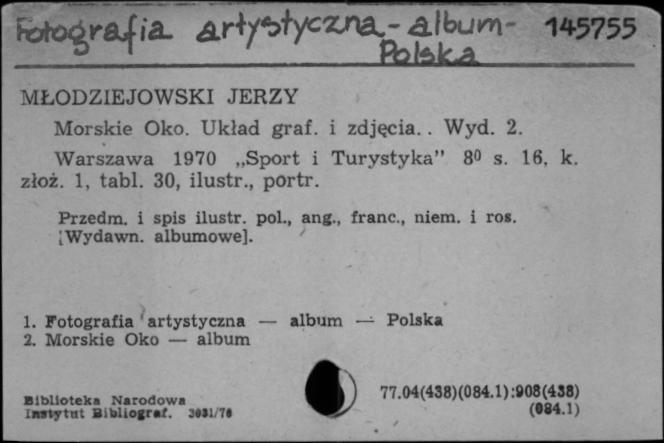 Fotografia artystyczna - album - 145755
Polska
MŁODZIEJOWSKI JERZY
Morskie Oko. Układ graf. i zdjęcia.. Wyd. 2.
Warszawa 1970 „Sport i Turystyka” 8⁰ s. 16, k.
złoż. 1, tabl. 30, ilustr., portr.
Przedm. i spis ilustr. pol., ang., franc., niem. i ros.
[Wydawn. albumowe].
1. Fotografia artystyczna — album — Polska
2. Morskie Oko — album
Biblioteka Narodowa
Instytut Bibliograf. 3031/76
77.04(438)(084.1):908(438)
(084.1)